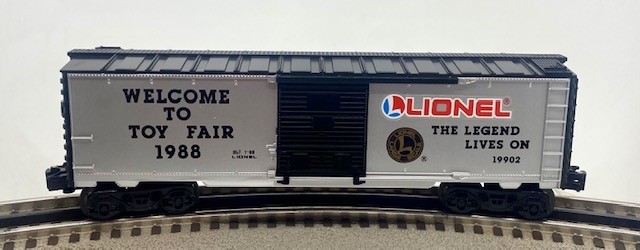 WELCOME
TO
TOY FAIR
1988
BLT 1-88
LIONEL
LIONEL®
THE LEGEND
LIVES ON
19902
®